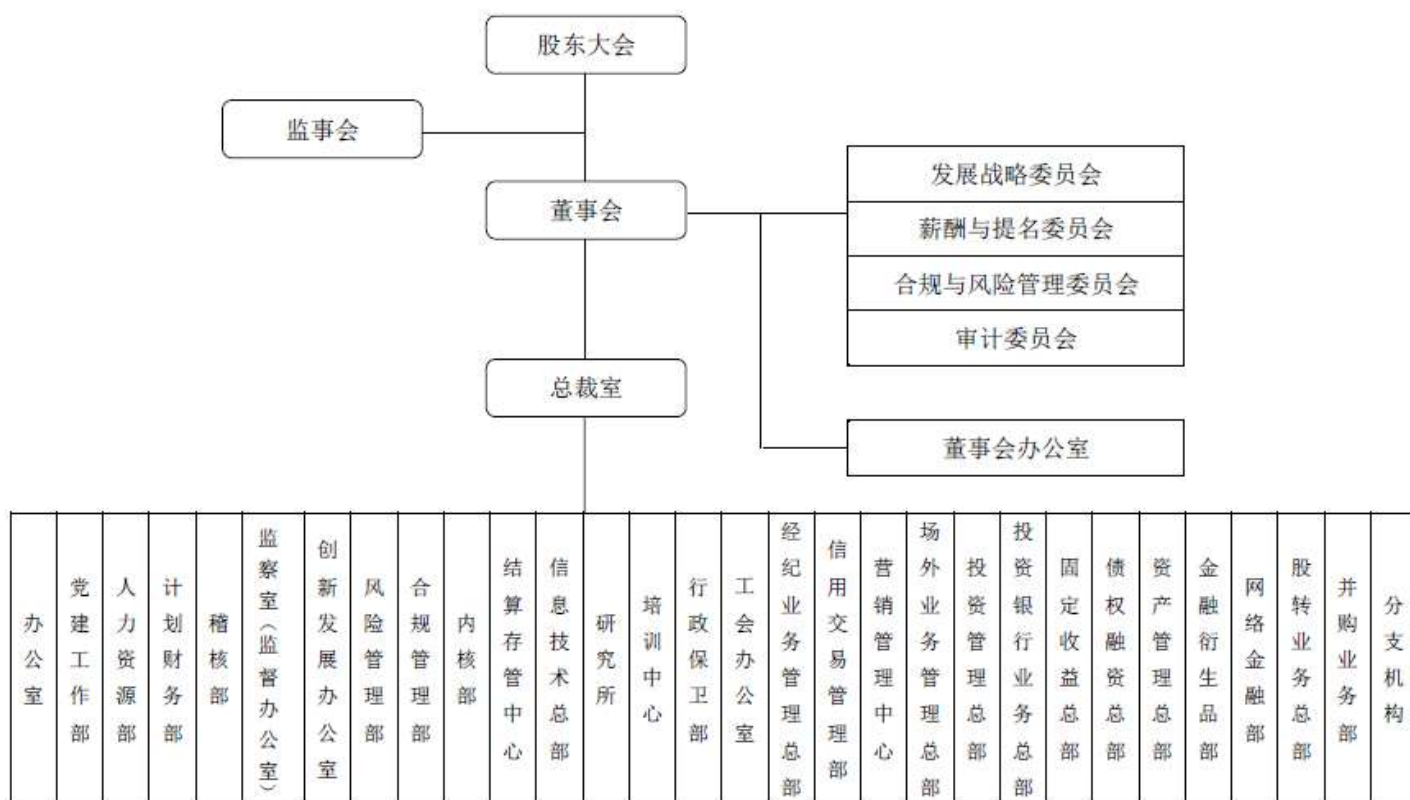 股东大会
监事会
发展战略委员会
董事会
薪酬与提名委员会
合规与风险管理委员会
审计委员会
总裁室
董事会办公室
办公室
党建工作部
人力资源部
计划财务部
稽核部
监察室（监督办公室）
创新发展办公室
风险管理部
合规管理部
内核部
结算存管中心
信息技术总部
研究所
培训中心
行政保卫部
工会办公室
经纪业务管理总部
信用交易管理部
营销管理中心
场外业务管理总部
投资管理总部
投资银行业务总部
固定收益总部
债权融资总部
资产管理总部
金融衍生品部
网络金融部
股转业务总部
并购业务部
分支机构